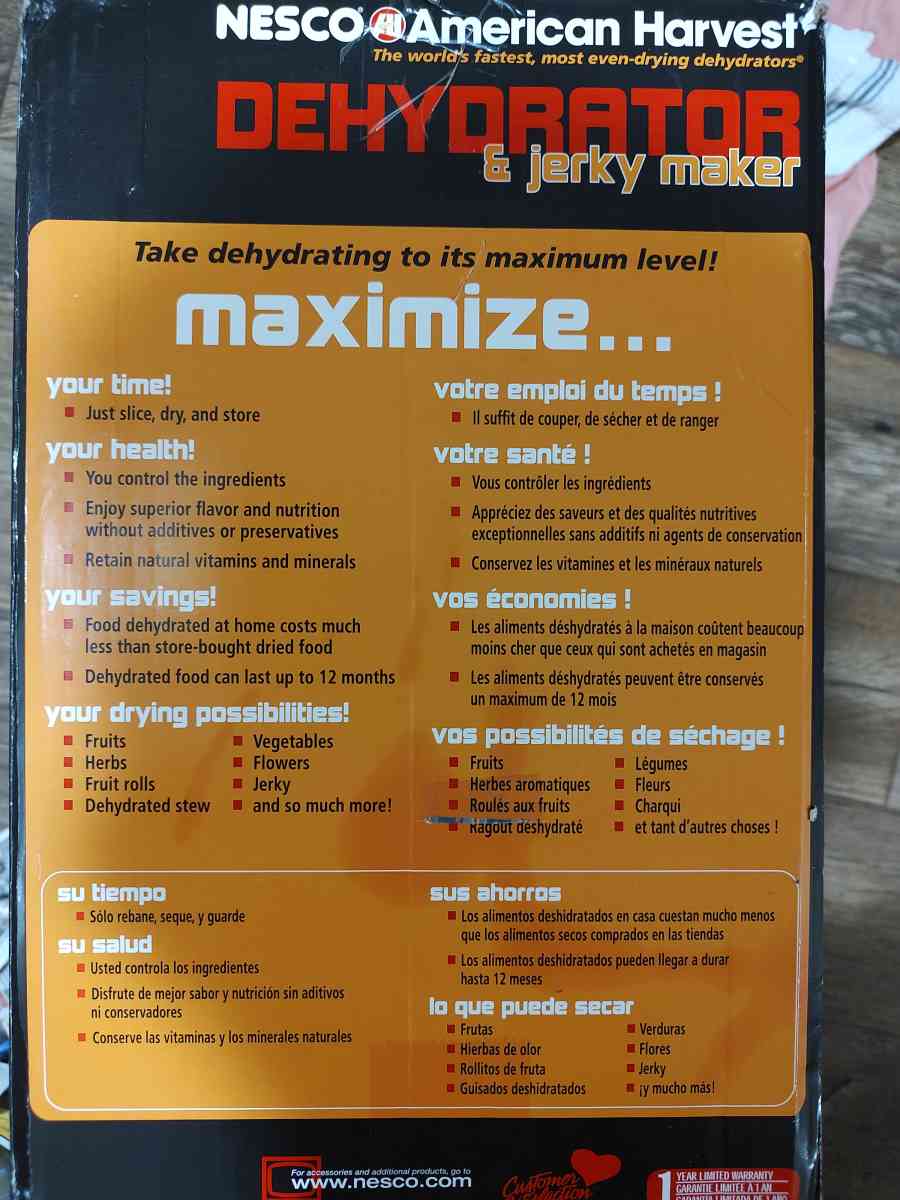 NESCO American Harvest
The world's fastest, most even-drying dehydrators®
DEHYDRATOR
& jerky maker
Take dehydrating to its maximum level!
maximize...
your time!
Just slice, dry, and store
your health!
You control the ingredients
Enjoy superior flavor and nutrition
without additives or preservatives
Retain natural vitamins and minerals
your savings!
Food dehydrated at home costs much
less than store-bought dried food
Dehydrated food can last up to 12 months
your drying possibilities!
Fruits
Herbs
Fruit rolls
Dehydrated stew
Vegetables
Flowers
Jerky
and so much more!
votre emploi du temps !
Il suffit de couper, de sécher et de ranger
votre santé !
Vous contrôler les ingrédients
Appréciez des saveurs et des qualités nutritives
exceptionnelles sans additifs ni agents de conservation
Conservez les vitamines et les minéraux naturels
vos économies !
Les aliments déshydratés à la maison coûtent beaucoup
moins cher que ceux qui sont achetés en magasin
Les aliments déshydratés peuvent être conservés
un maximum de 12 mois
vos possibilités de séchage !
Fruits
Herbes aromatiques
Roulés aux fruits
Ragoût déshydraté
Légumes
Fleurs
Charqui
et tant d'autres choses !
su tiempo
Sólo rebane, seque, y guarde
su salud
Usted controla los ingredientes
Disfrute de mejor sabor y nutrición sin aditivos
ni conservadores
Conserve las vitaminas y los minerales naturales
sus ahorros
Los alimentos deshidratados en casa cuestan mucho menos
que los alimentos secos comprados en las tiendas
Los alimentos deshidratados pueden llegar a durar
hasta 12 meses
lo que puede secar
Frutas
Hierbas de olor
Rollitos de fruta
Guisados deshidratados
Verduras
Flores
Jerky
¡y mucho más!
For accessories and additional products, go to
www.nesco.com
Customer
1 YEAR LIMITED WARRANTY
GARANTIE LIMITÉE À 1 AN